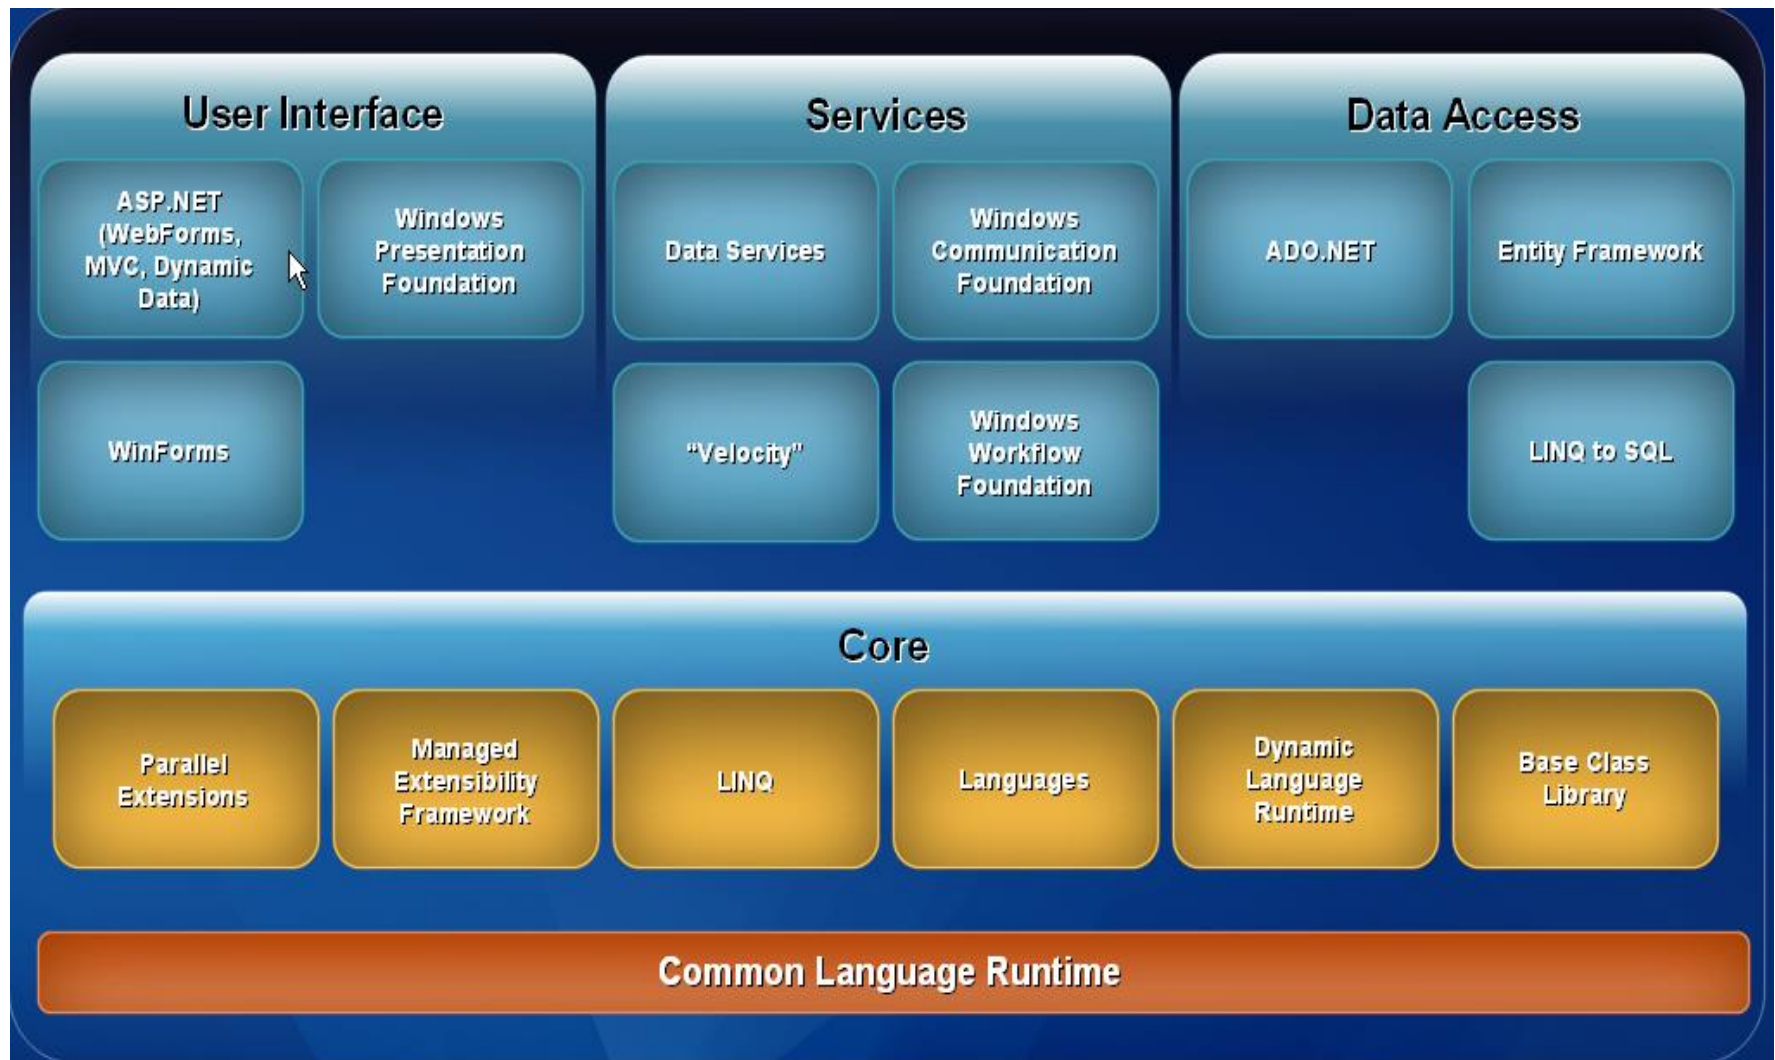 User Interface
ASP.NET
(WebForms,
MVC, Dynamic
Data)
Windows
Presentation
Foundation
WinForms
Services
Data Services
Windows
Communication
Foundation
“Velocity”
Windows
Workflow
Foundation
Data Access
ADO.NET
Entity Framework
LINQ to SQL
Core
Parallel
Extensions
Managed
Extensibility
Framework
LINQ
Languages
Dynamic
Language
Runtime
Base Class
Library
Common Language Runtime